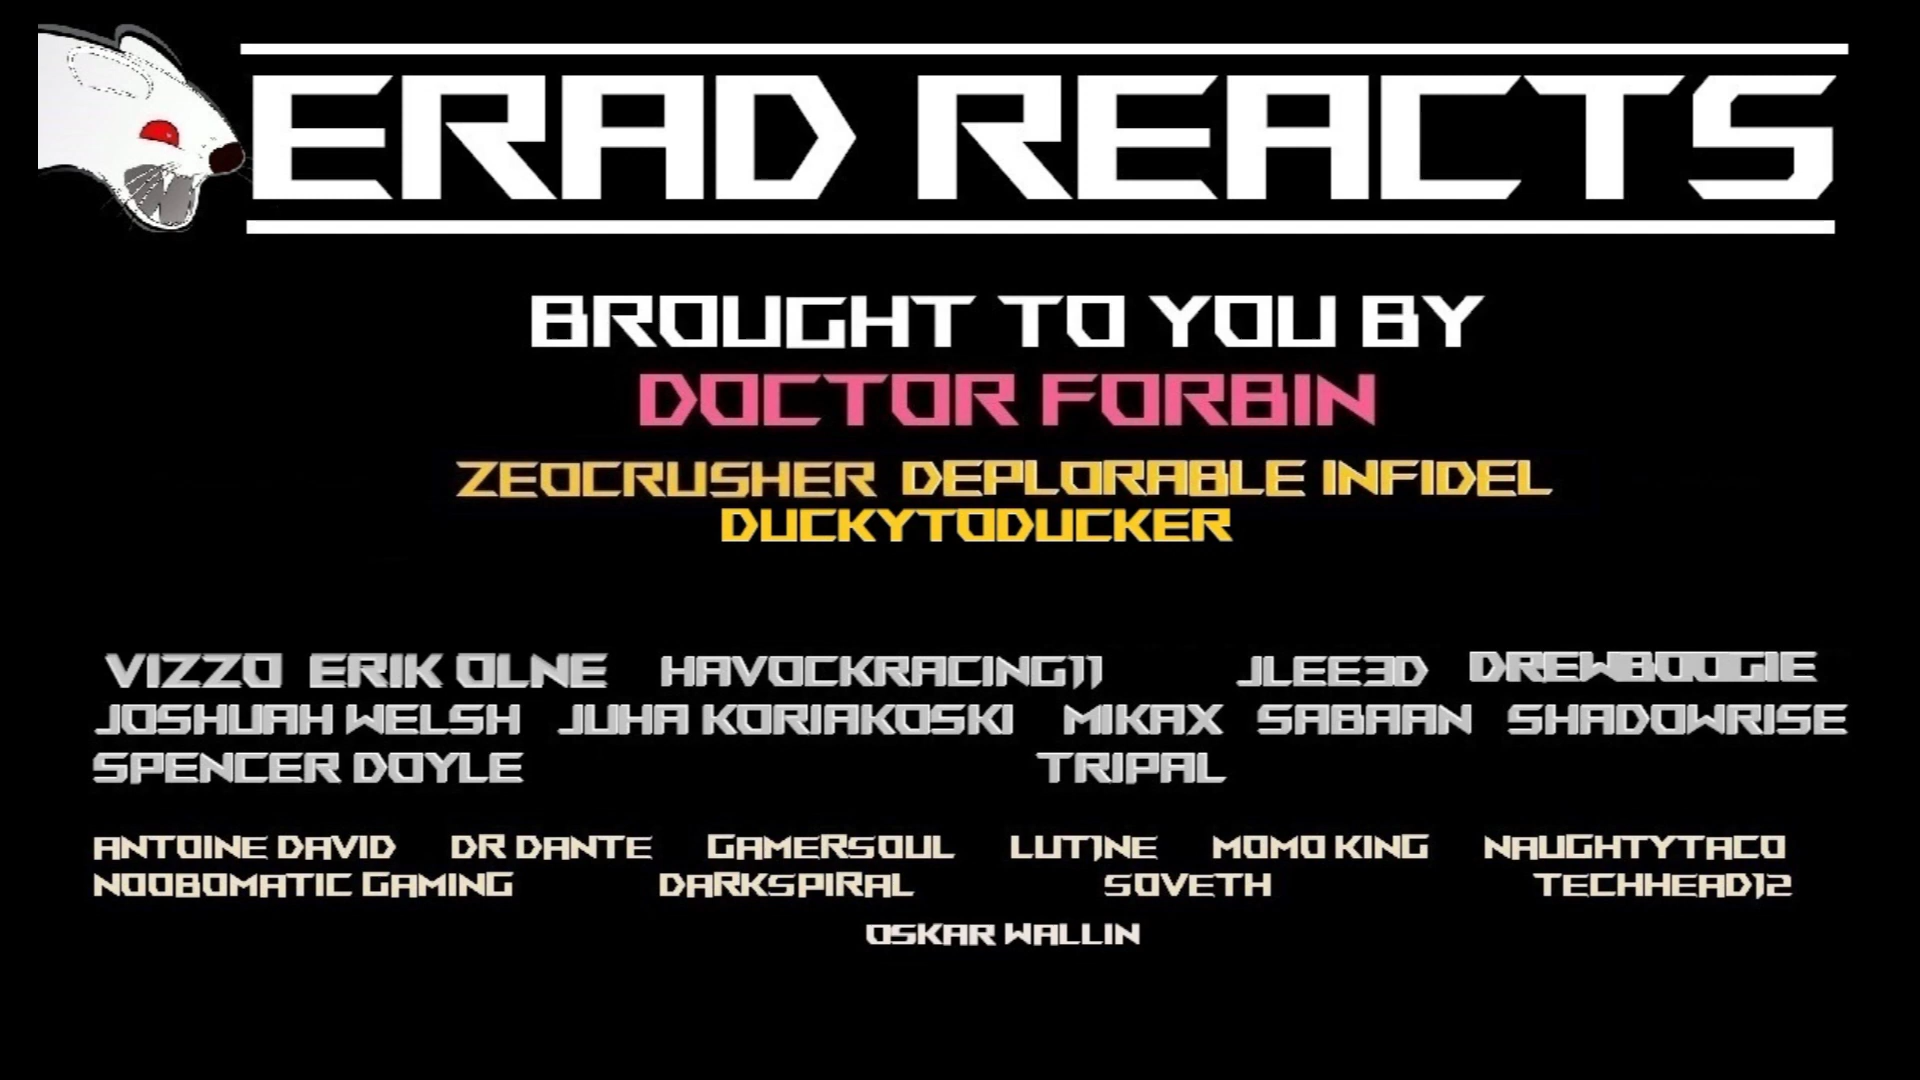 ERAD REACTS
BROUGHT TO YOU BY
DOCTOR FORBIN
ZEOCRUSHER DEPLORABLE INFIDEL
DUCKYTODUCKER
VIZZO ERIK OLNE HAVOCKRACING11 JLEE3D DREWBOOGIE
JOSHUAH WELSH JUHA KORIAKOSKI MIKAX SABAAN SHADOWRISE
SPENCER DOYLE TRIPAL
ANTOINE DAVID DR DANTE GAMERSOUL LUT1NE MOMO KING NAUGHTYTACO
NOOBOMATIC GAMING DARKSPIRAL SOVETH TECHHEAD12
OSKAR WALLIN